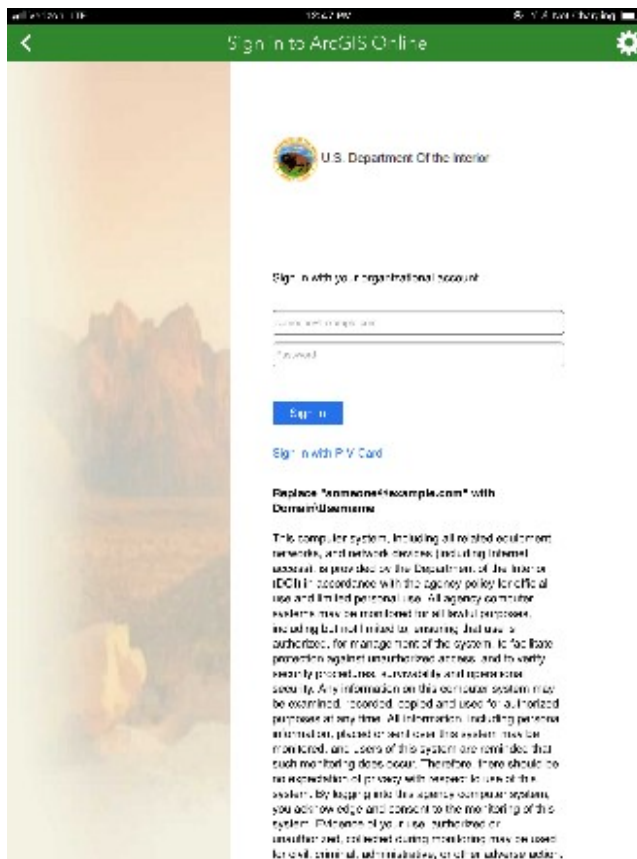 12:47 PM
Not Charging
Sign in to ArcGIS Online
U.S. Department Of the Interior
Sign in with your organizational account
someone@example.com
Password
Sign in
Sign in with PIV Card
Replace "someone@example.com" with
Domain\Username
This computer system, including all related equipment
networks, and network devices (including Internet
access), is provided by the Department of the Interior
(DOI) in accordance with the agency policy for official
use and limited personal use. All agency computer
systems may be monitored for all lawful purposes,
including but not limited to, ensuring that use is
authorized, for management of the system, to facilitate
protection against unauthorized access, and to verify
security procedures, survivability and operational
security. Any information on this computer system may
be examined, recorded, copied and used for authorized
purposes at any time. All information, including personal
information, placed or sent over this system may be
monitored, and users of this system are reminded that
such monitoring does occur. Therefore, there should be
no expectation of privacy with respect to use of this
system. By logging into this agency computer system,
you acknowledge and consent to the monitoring of this
system. Evidence of your use, authorized or
unauthorized, collected during monitoring may be used
for civil, criminal, administrative, or other adverse action.